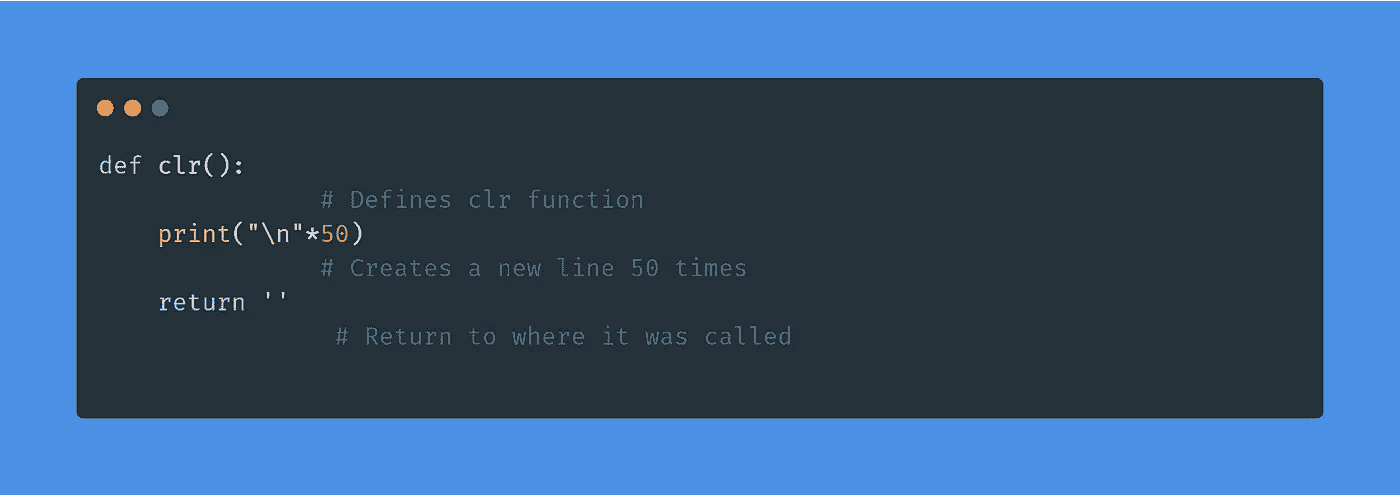 def clr():
# Defines clr function
print("\n"*50)
# Creates a new line 50 times
return ''
# Return to where it was called